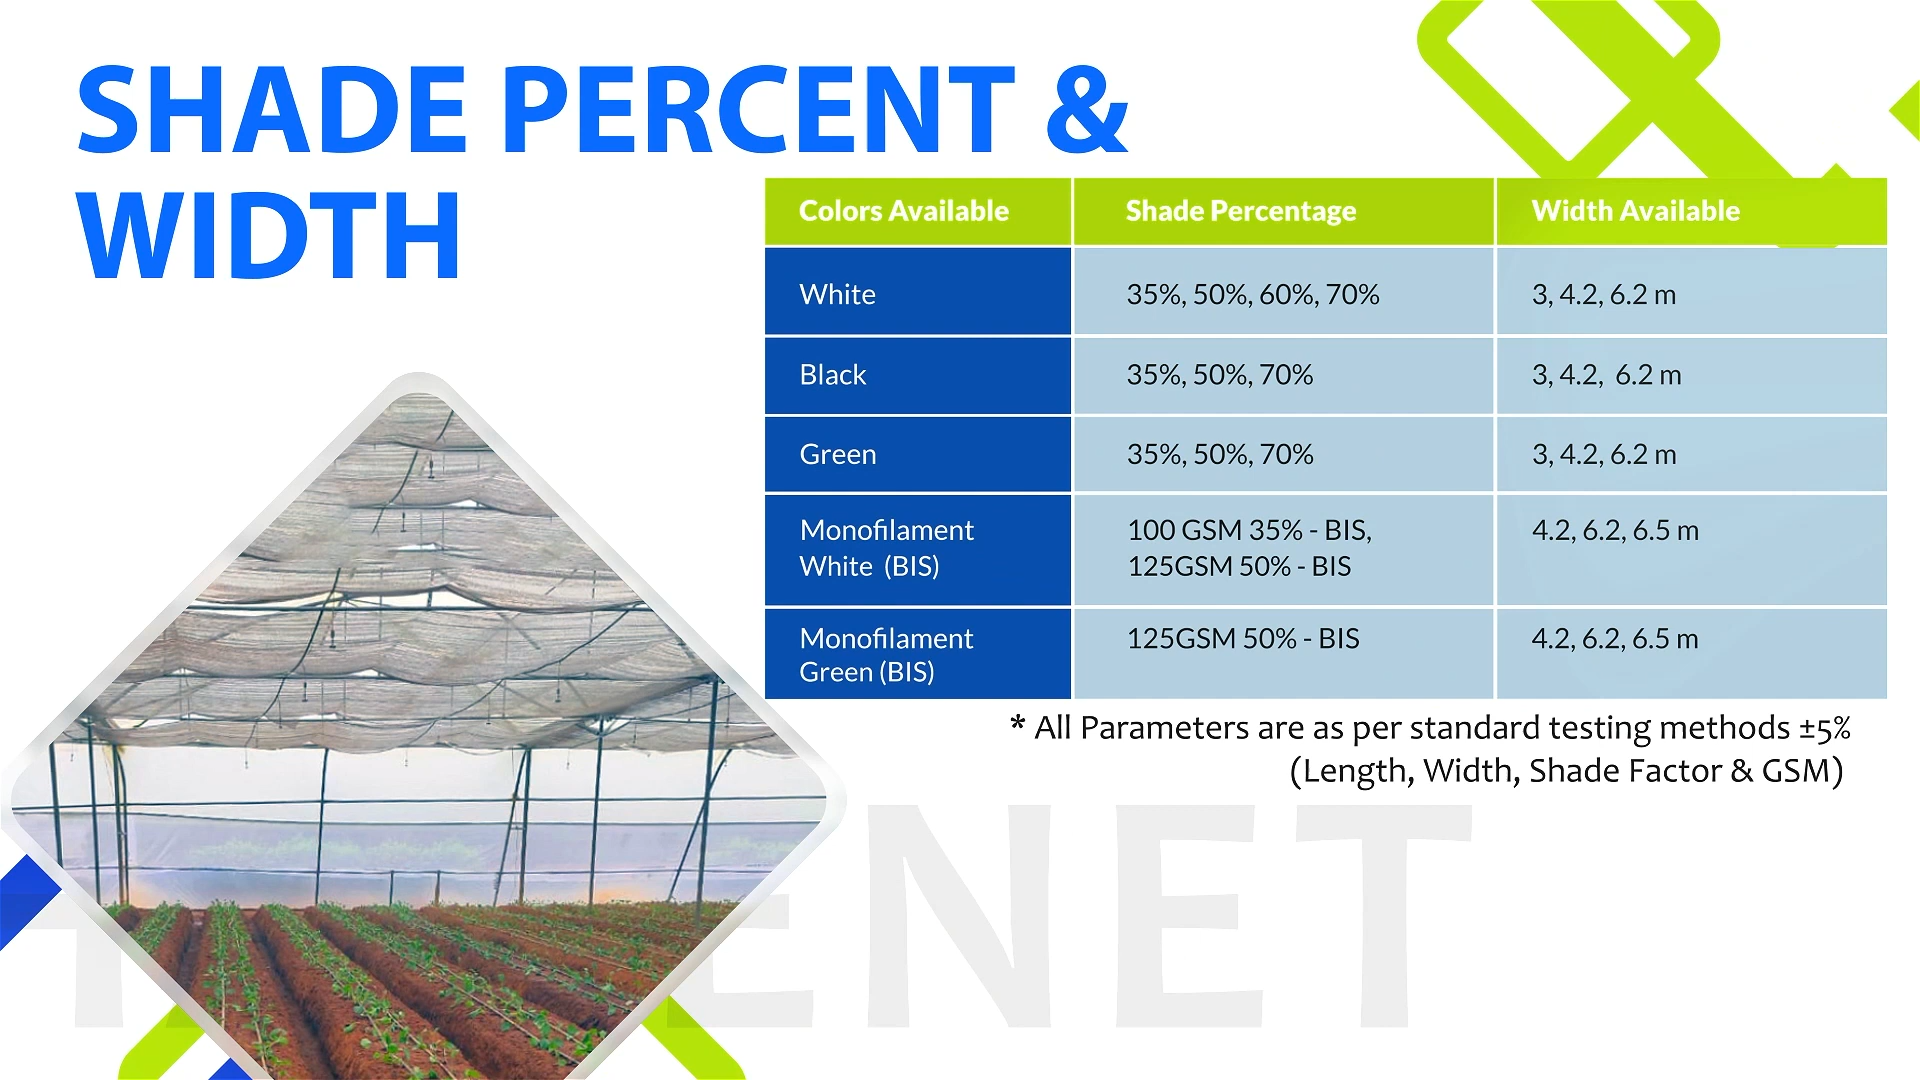 SHADE PERCENT &
WIDTH
Colors Available Shade Percentage Width Available
White 35%, 50%, 60%, 70% 3, 4.2, 6.2 m
Black 35%, 50%, 70% 3, 4.2,  6.2 m
Green 35%, 50%, 70% 3, 4.2, 6.2 m
Monofilament 100 GSM 35% - BIS, 4.2, 6.2, 6.5 m
White  (BIS) 125GSM 50% - BIS
Monofilament 125GSM 50% - BIS 4.2, 6.2, 6.5 m
Green (BIS)
* All Parameters are as per standard testing methods ±5%
(Length, Width, Shade Factor & GSM)
NET